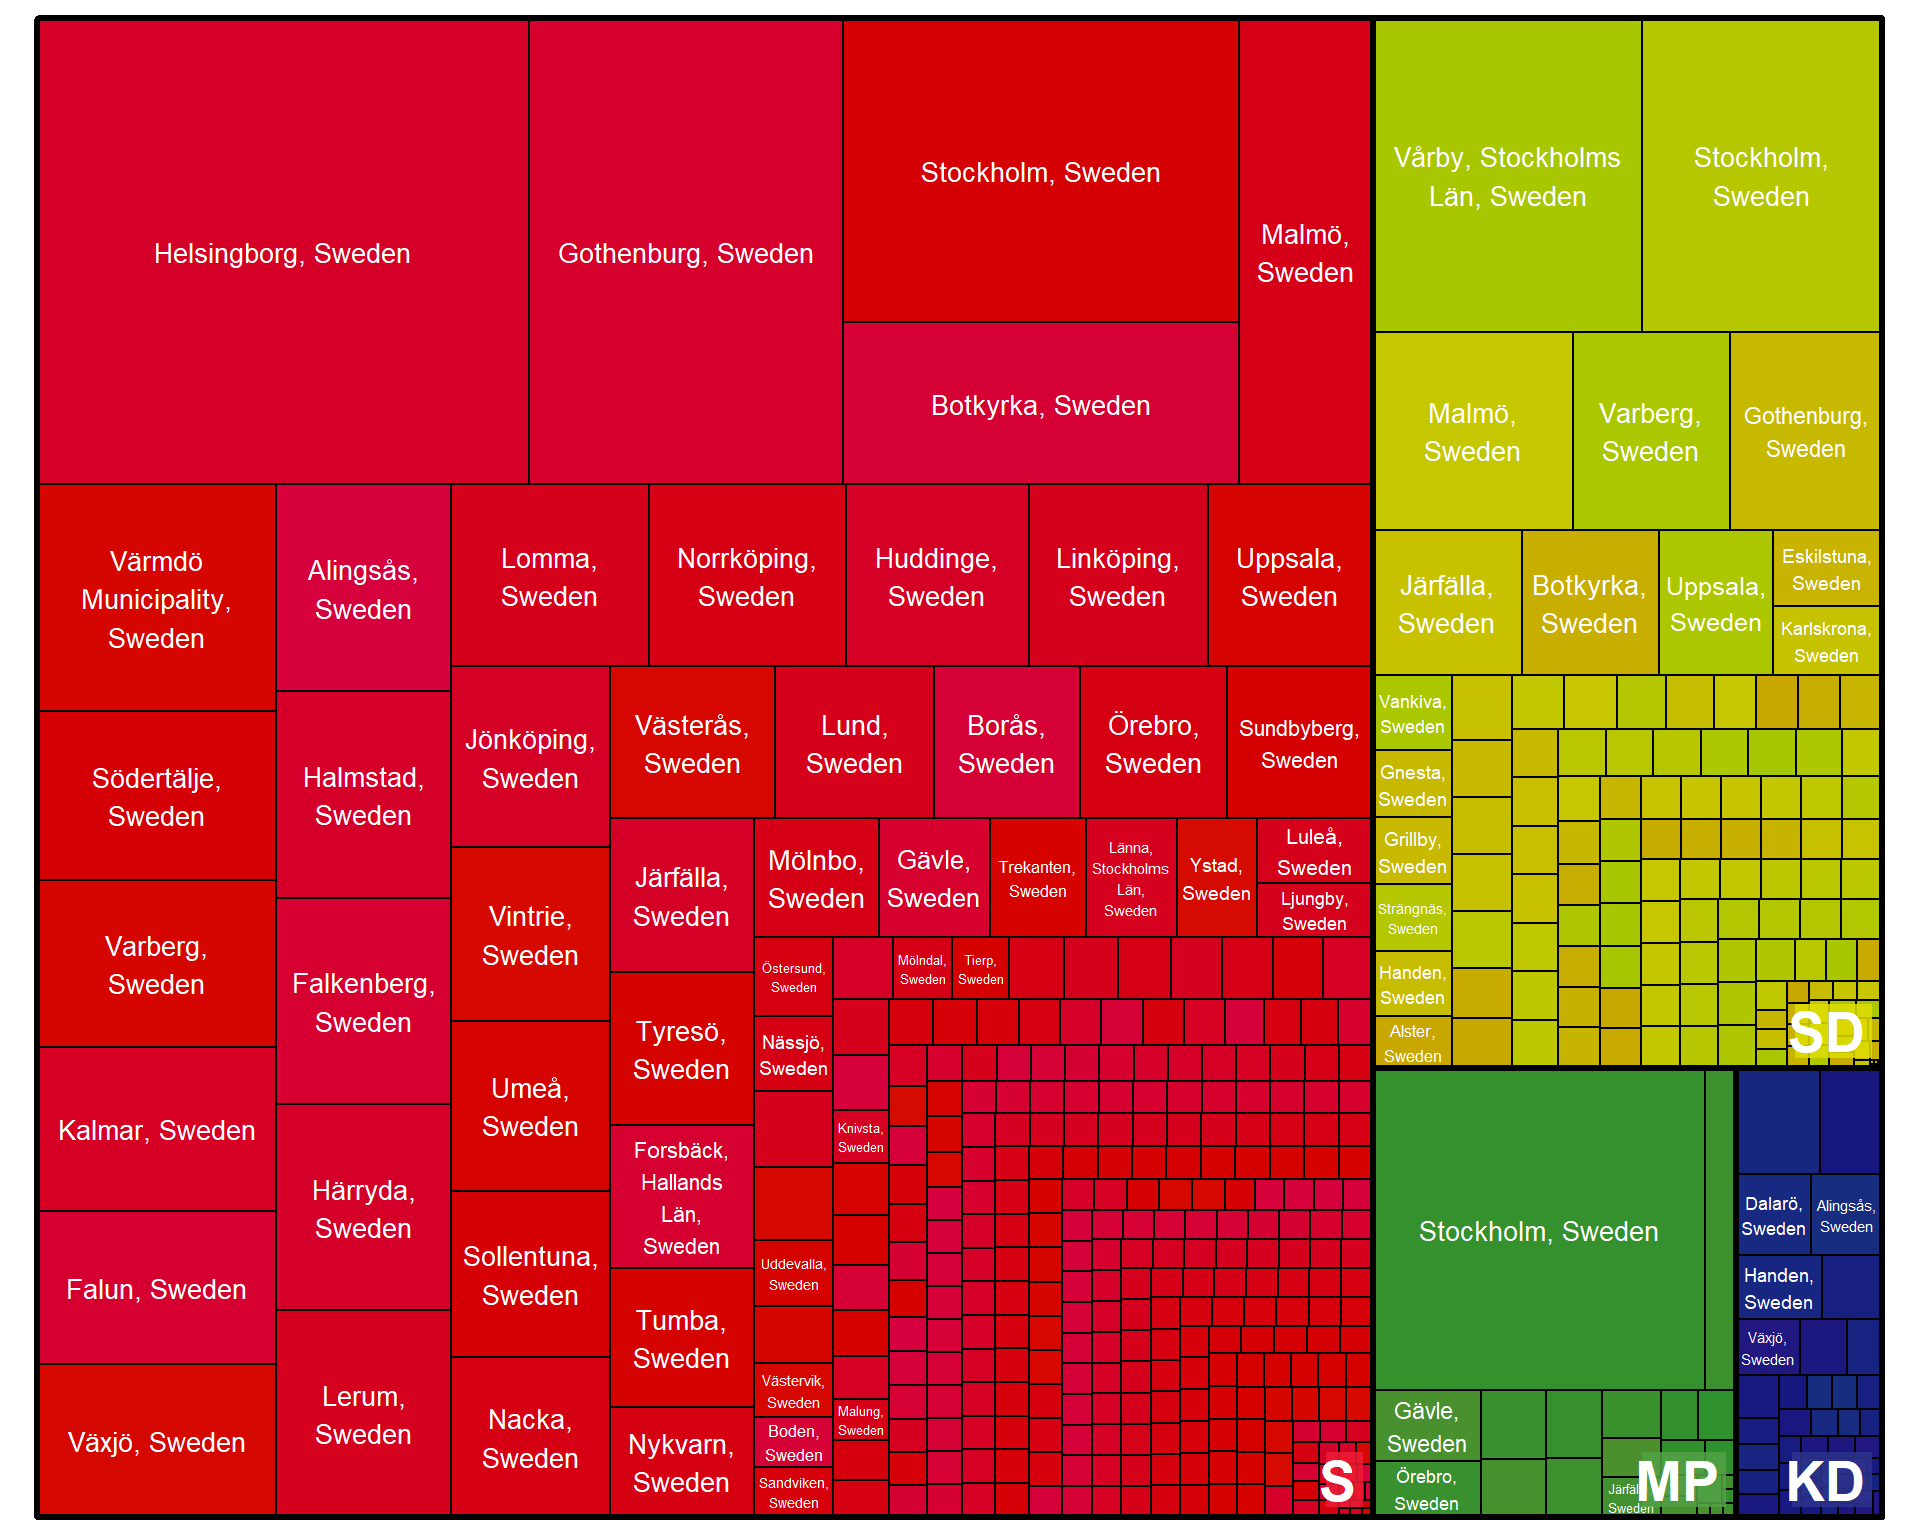 Helsingborg, Sweden
Gothenburg, Sweden
Stockholm, Sweden
Botkyrka, Sweden
Malmö,
Sweden
Värmdö
Municipality,
Sweden
Södertälje,
Sweden
Varberg,
Sweden
Kalmar, Sweden
Falun, Sweden
Växjö, Sweden
Alingsås,
Sweden
Halmstad,
Sweden
Falkenberg,
Sweden
Härryda,
Sweden
Lerum,
Sweden
Lomma,
Sweden
Norrköping,
Sweden
Huddinge,
Sweden
Linköping,
Sweden
Uppsala,
Sweden
Jönköping,
Sweden
Vintrie,
Sweden
Umeå,
Sweden
Sollentuna,
Sweden
Nacka,
Sweden
Västerås,
Sweden
Lund,
Sweden
Borås,
Sweden
Örebro,
Sweden
Sundbyberg,
Sweden
Järfälla,
Sweden
Tyresö,
Sweden
Forsbäck,
Hallands
Län,
Sweden
Tumba,
Sweden
Nykvarn,
Sweden
Mölnbo,
Sweden
Gävle,
Sweden
Trekanten,
Sweden
Länna,
Stockholms
Län,
Sweden
Ystad,
Sweden
Luleå,
Sweden
Ljungby,
Sweden
Östersund,
Sweden
Nässjö,
Sweden
Uddevalla,
Sweden
Västervik,
Sweden
Boden,
Sweden
Sandviken,
Sweden
Mölndal,
Sweden
Tierp,
Sweden
Knivsta,
Sweden
Malung,
Sweden
S
Vårby, Stockholms
Län, Sweden
Stockholm,
Sweden
Malmö,
Sweden
Varberg,
Sweden
Gothenburg,
Sweden
Järfälla,
Sweden
Botkyrka,
Sweden
Uppsala,
Sweden
Eskilstuna,
Sweden
Karlskrona,
Sweden
Vankiva,
Sweden
Gnesta,
Sweden
Grillby,
Sweden
Strängnäs,
Sweden
Handen,
Sweden
Alster,
Sweden
SD
Stockholm, Sweden
Gävle,
Sweden
Örebro,
Sweden
Sweden
MP
Dalarö,
Sweden
Alingsås,
Sweden
Handen,
Sweden
Växjö,
Sweden
KD